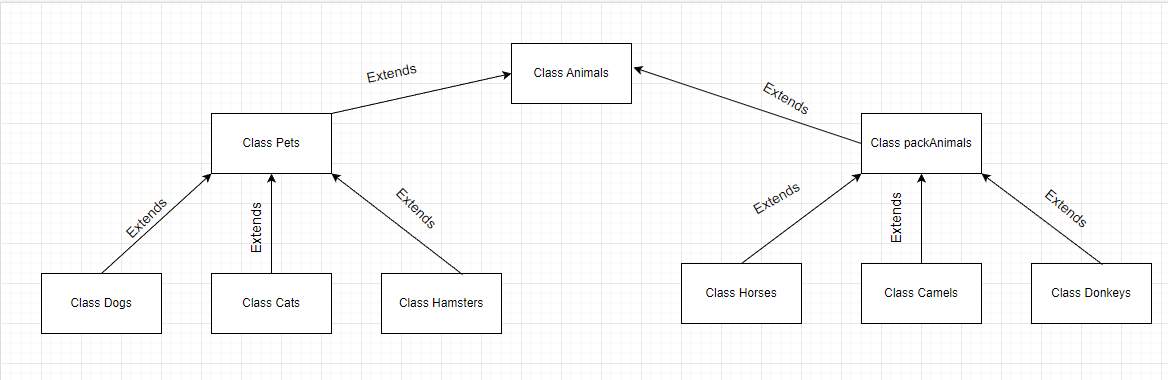 Class Animals
Extends
Extends
Class Pets
Class packAnimals
Extends
Extends
Extends
Extends
Extends
Extends
Class Dogs
Class Cats
Class Hamsters
Class Horses
Class Camels
Class Donkeys